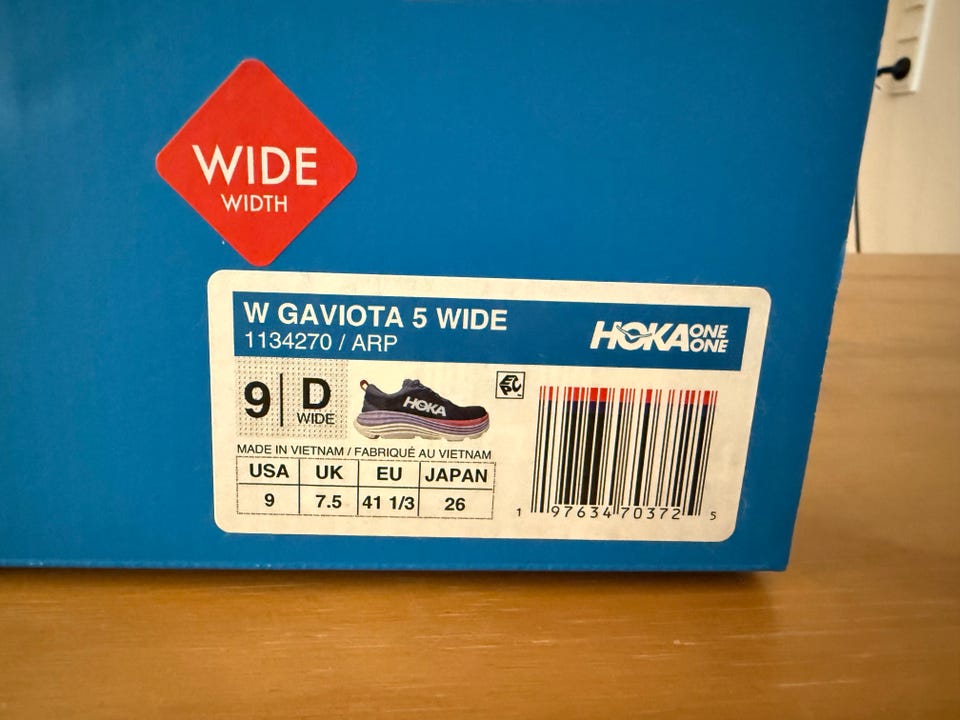 WIDE
WIDTH
W GAVIOTA 5 WIDE
1134270 / ARP
HOKA ONE ONE
9 D
WIDE
HOKA
MADE IN VIETNAM / FABRIQUÉ AU VIETNAM
USA UK EU JAPAN
9 7.5 41 1/3 26
1 97634 70372 5